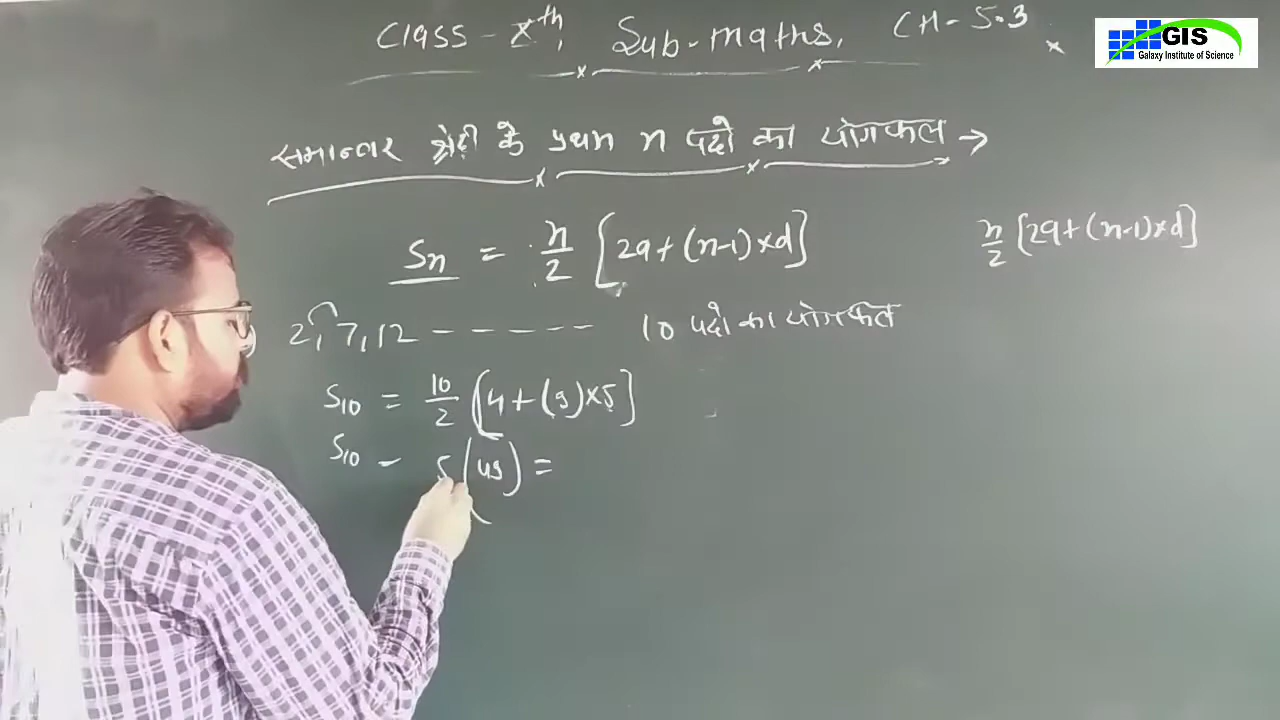 Class-Xth, Sub-maths, CH-5.3
GIS
Galaxy Institute of Science
समान्तर श्रेढ़ी के प्रथम n पदों का योगफल →
Sn = n/2 [2a+(n-1)×d]
n/2 [2a+(n-1)×d]
2, 7, 12 ------ 10 पदों का योगफल
S10 = 10/2 [4+(9)×5]
S10 - 5(49) =